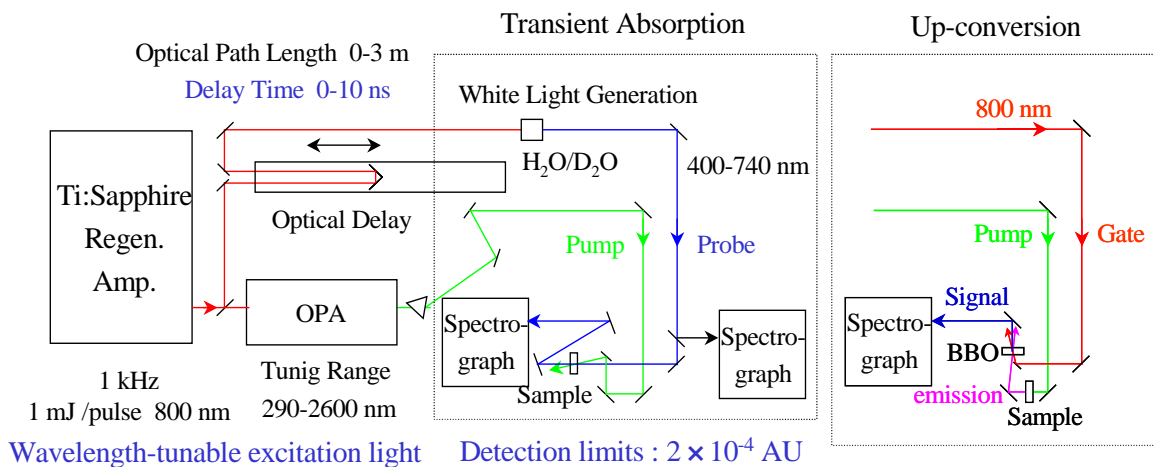 Transient Absorption
Up-conversion
Optical Path Length 0-3 m
Delay Time 0-10 ns
White Light Generation
800 nm
H₂O/D₂O
400-740 nm
Ti:Sapphire
Regen.
Amp.
Optical Delay
Pump
Probe
Pump
Gate
OPA
Spectro-
graph
Spectro-
graph
Signal
Spectro-
graph
BBO
Sample
emission
Sample
1 kHz
1 mJ /pulse 800 nm
Tunig Range
290-2600 nm
Wavelength-tunable excitation light
Detection limits : 2 × 10⁻⁴ AU